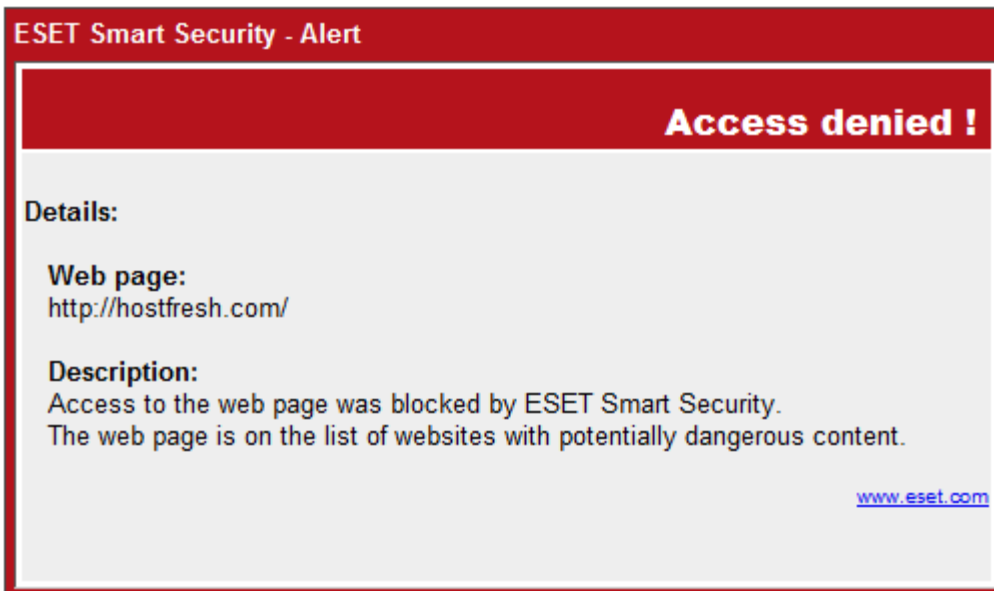 ESET Smart Security - Alert
Access denied !
Details:
Web page:
http://hostfresh.com/
Description:
Access to the web page was blocked by ESET Smart Security.
The web page is on the list of websites with potentially dangerous content.
www.eset.com